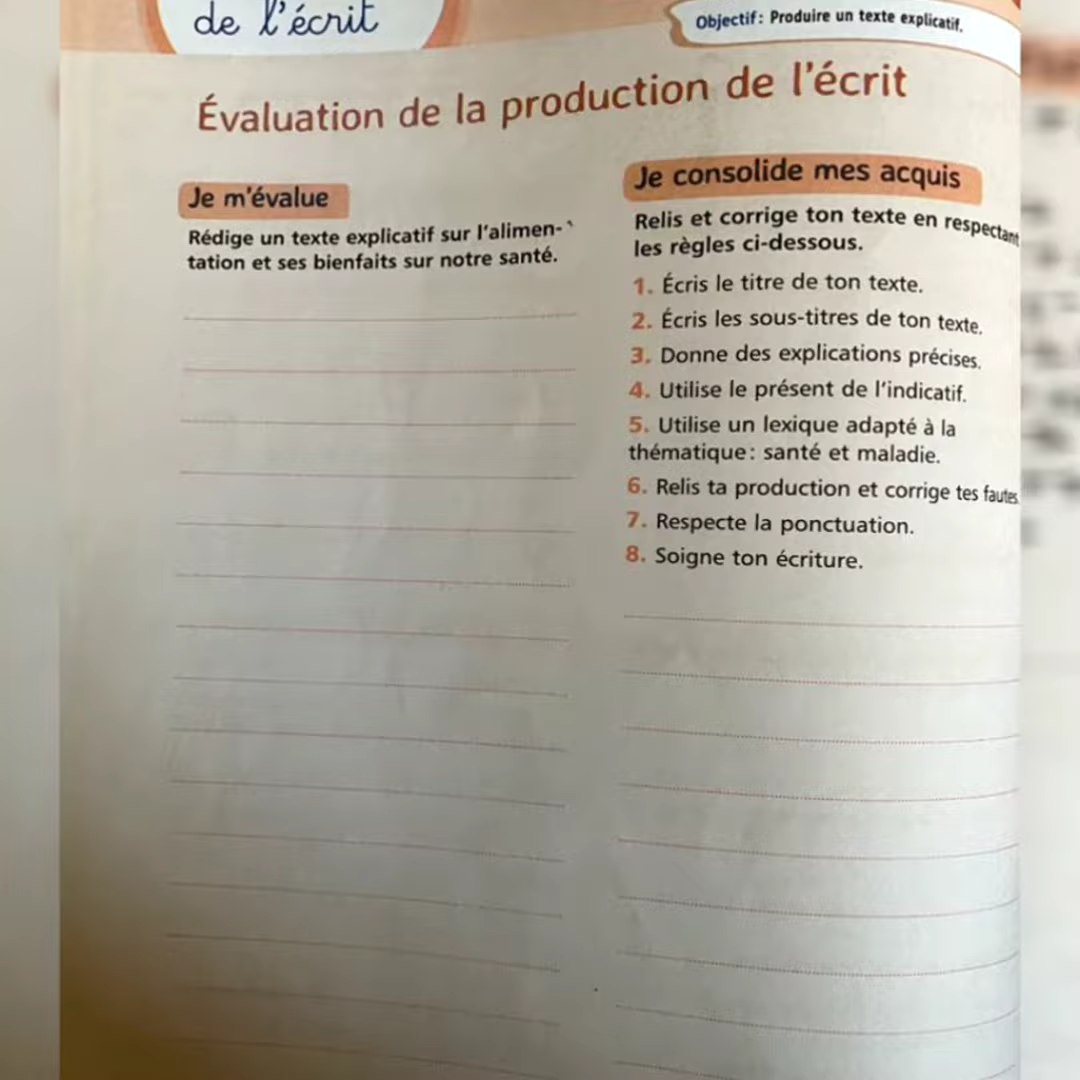 de l'écrit
Objectif : Produire un texte explicatif.
Évaluation de la production de l'écrit
Je m'évalue
Rédige un texte explicatif sur l'alimen-
tation et ses bienfaits sur notre santé.
Je consolide mes acquis
Relis et corrige ton texte en respectant
les règles ci-dessous.
1. Écris le titre de ton texte.
2. Écris les sous-titres de ton texte.
3. Donne des explications précises.
4. Utilise le présent de l'indicatif.
5. Utilise un lexique adapté à la
thématique : santé et maladie.
6. Relis ta production et corrige tes fautes.
7. Respecte la ponctuation.
8. Soigne ton écriture.